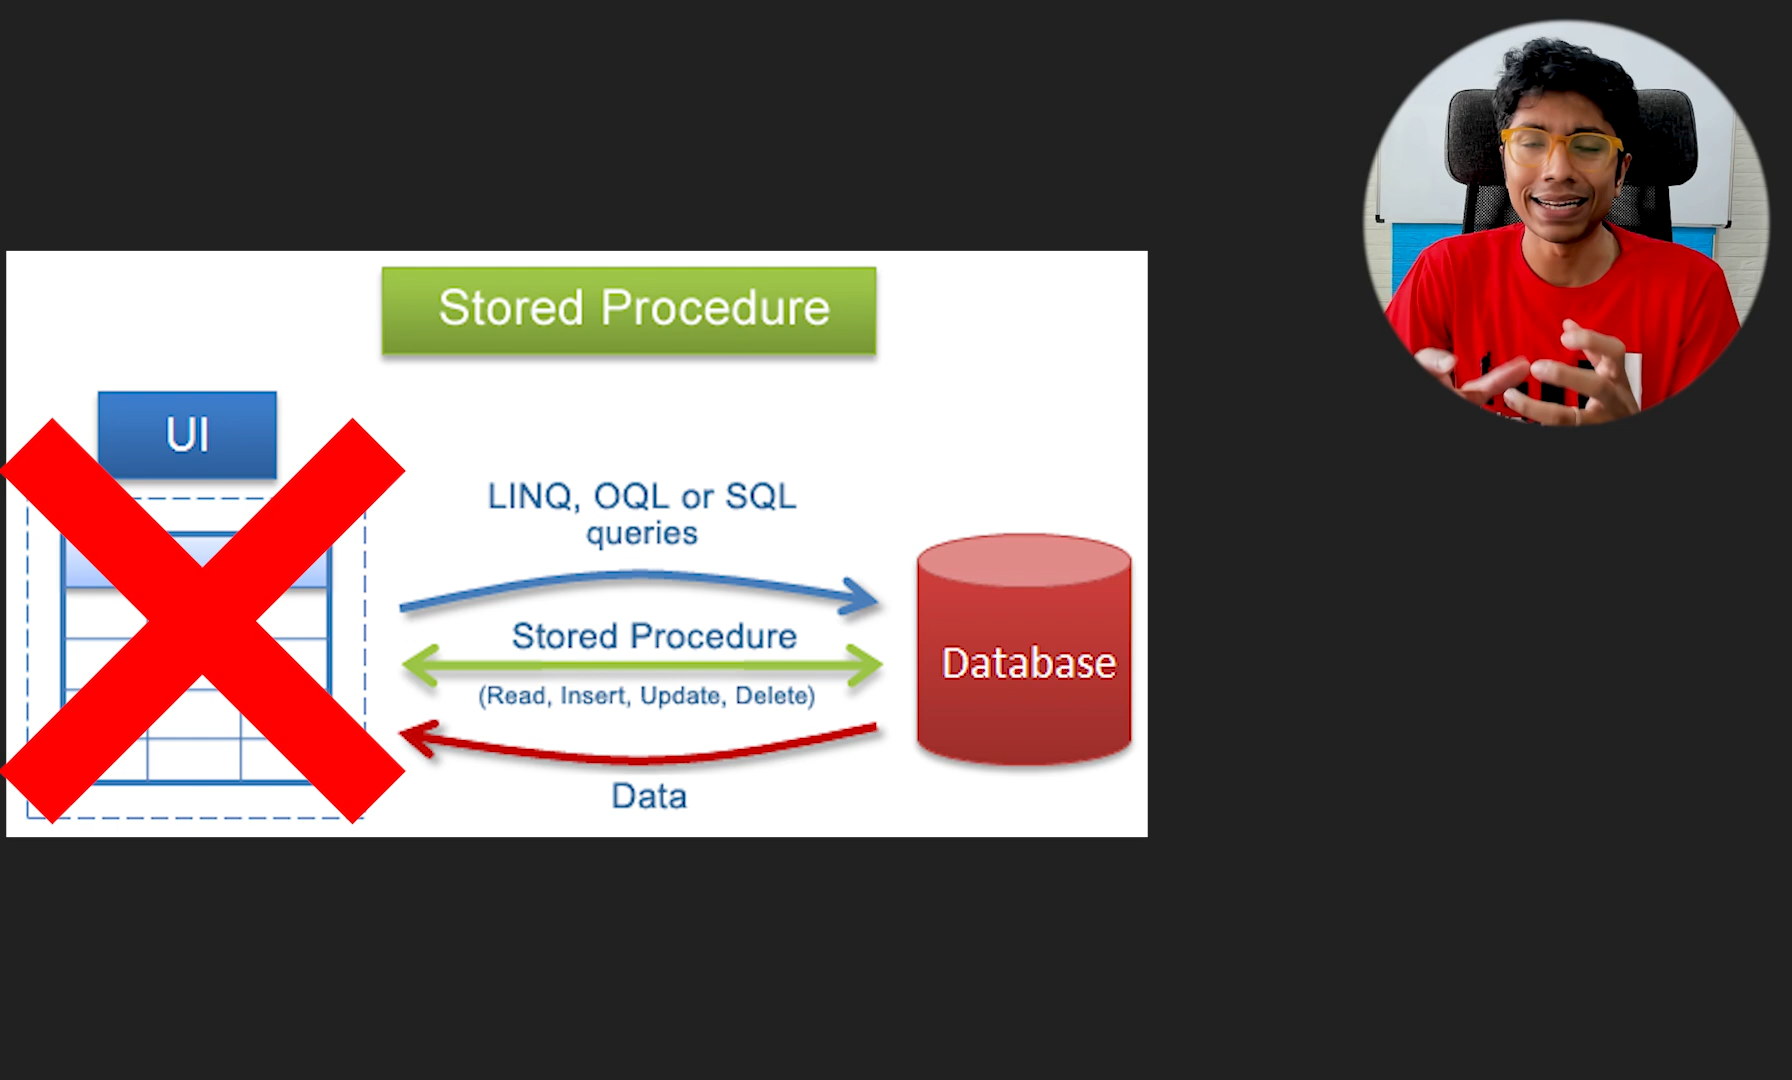 Stored Procedure
UI
LINQ, OQL or SQL
queries
Stored Procedure
(Read, Insert, Update, Delete)
Data
Database